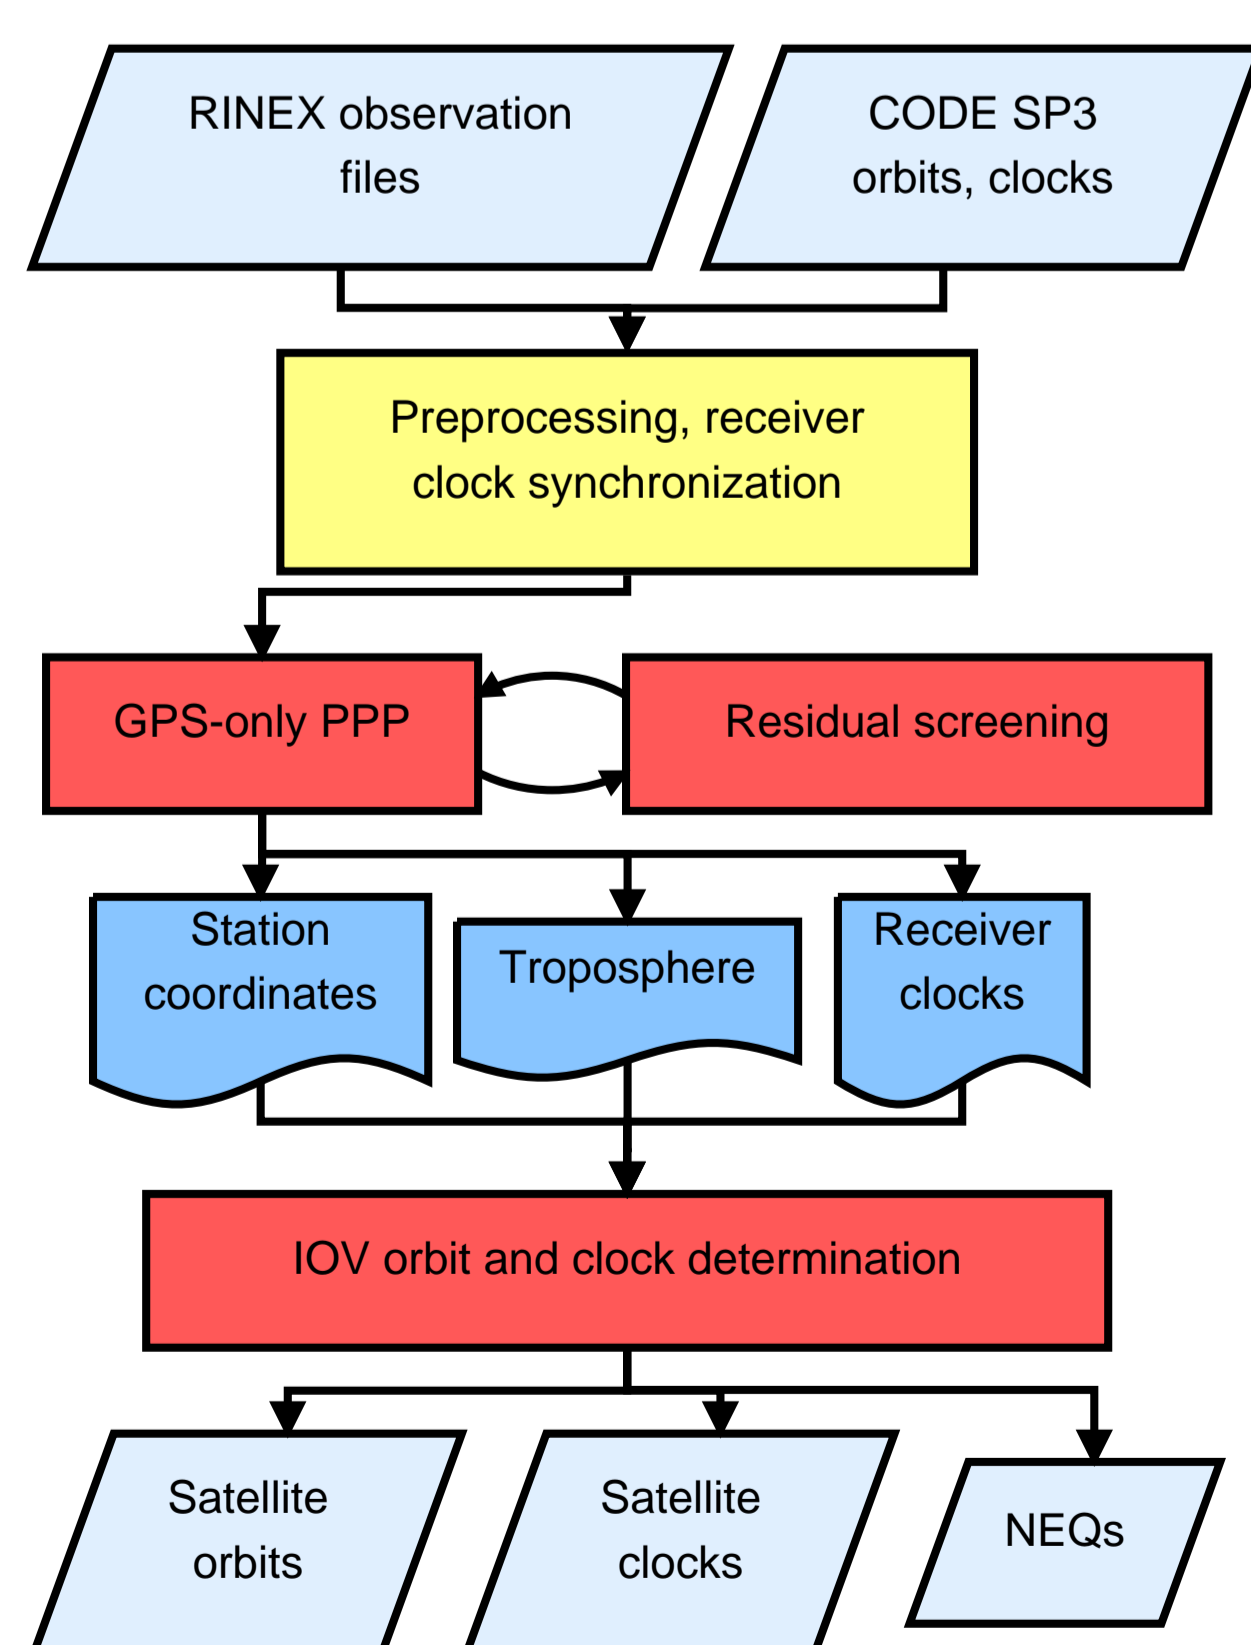 RINEX observation
files
CODE SP3
orbits, clocks
Preprocessing, receiver
clock synchronization
GPS-only PPP
Residual screening
Station
coordinates
Troposphere
Receiver
clocks
IOV orbit and clock determination
Satellite
orbits
Satellite
clocks
NEQs